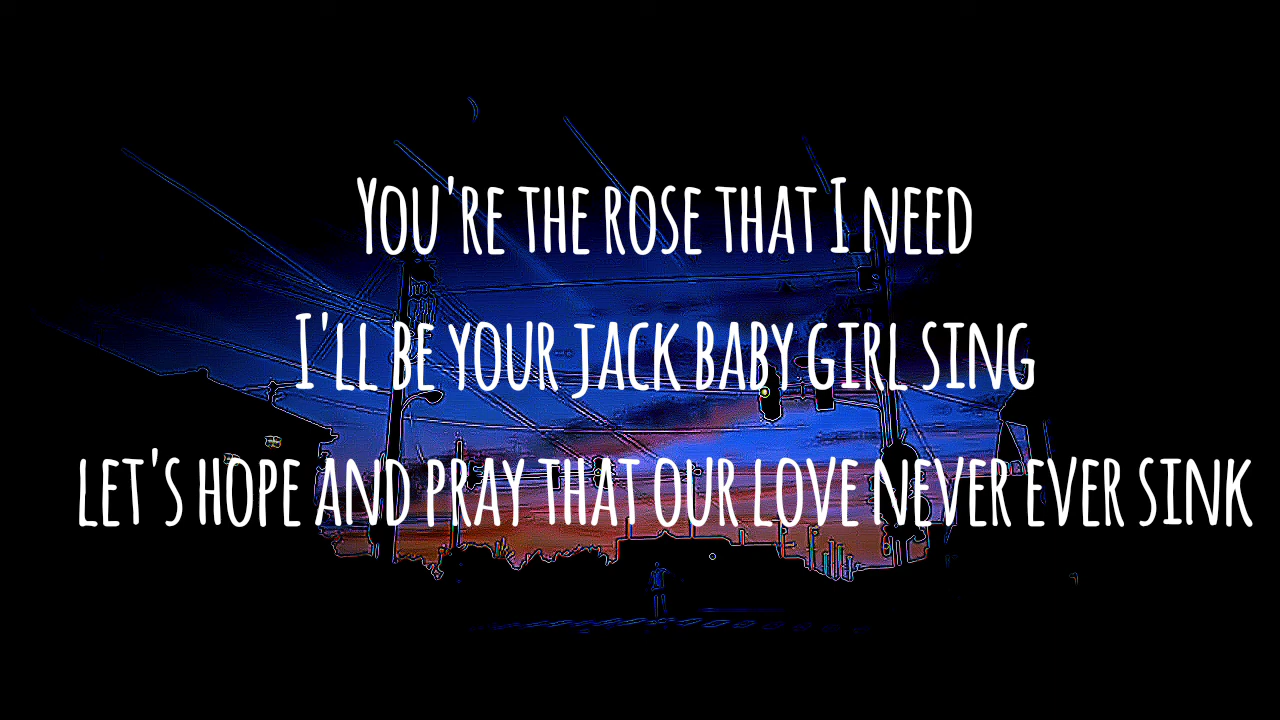 You're the rose that I need
I'll be your jack baby girl sing
let's hope and pray that our love never ever sink